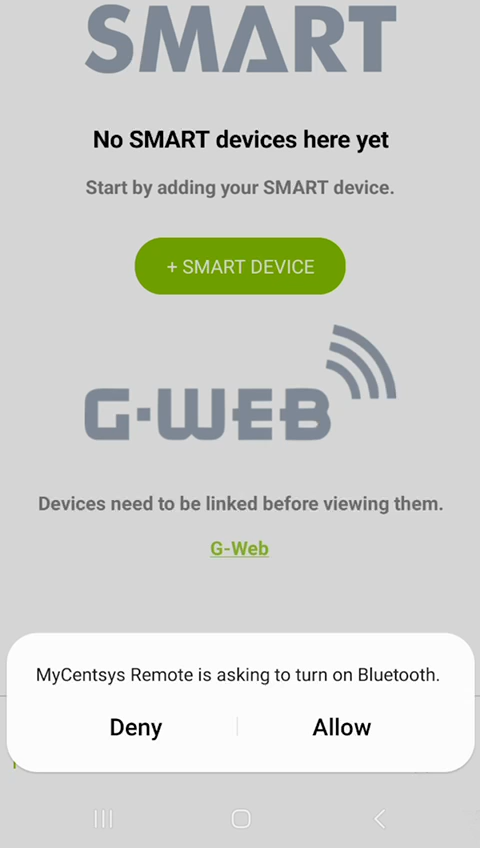 SMART
No SMART devices here yet
Start by adding your SMART device.
+ SMART DEVICE
G-WEB
Devices need to be linked before viewing them.
G-Web
MyCentsys Remote is asking to turn on Bluetooth.
Deny
Allow